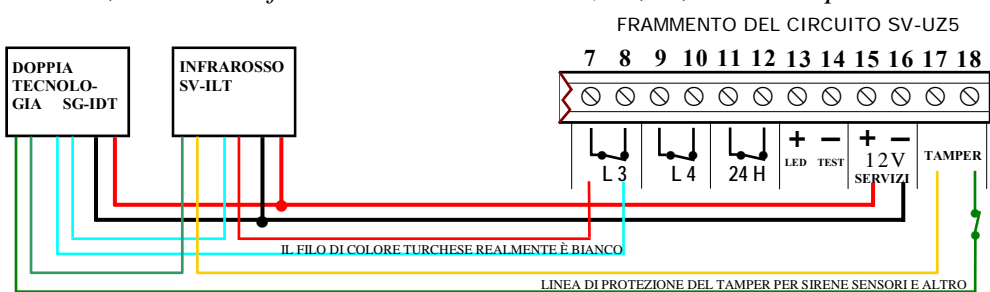 FRAMMENTO DEL CIRCUITO SV-UZ5
7 8 9 10 11 12 13 14 15 16 17 18
DOPPIA
TECNOLO-
GIA SG-IDT
INFRAROSSO
SV-ILT
L 3
L 4
24 H
+ −
LED TEST
+ −
12V
SERVIZI
TAMPER
IL FILO DI COLORE TURCHESE REALMENTE È BIANCO
LINEA DI PROTEZIONE DEL TAMPER PER SIRENE SENSORI E ALTRO